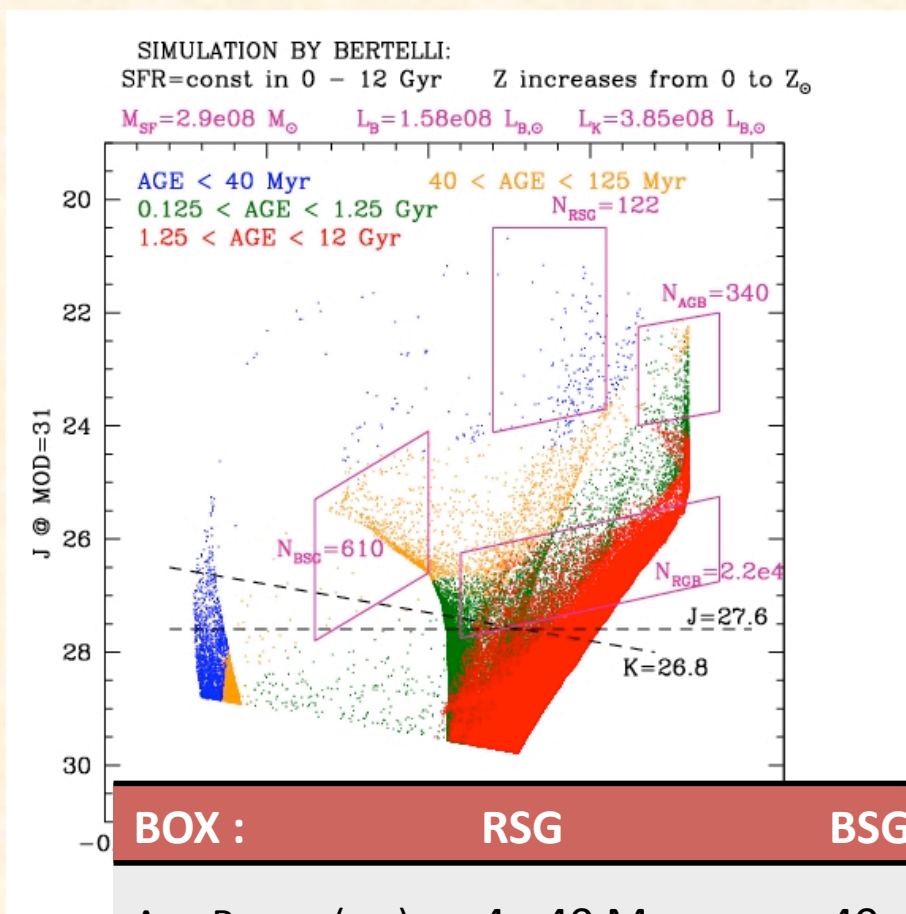 SIMULATION BY BERTELLI:
SFR=const in 0 – 12 Gyr Z increases from 0 to Z⊙
M_SF=2.9e08 M⊙ L_B=1.58e08 L_B,⊙ L_K=3.85e08 L_B,⊙
AGE < 40 Myr 40 < AGE < 125 Myr
0.125 < AGE < 1.25 Gyr
1.25 < AGE < 12 Gyr
N_RSG=122
N_AGB=340
N_BSG=610
N_RGB=2.2e4
J=27.6
K=26.8
J @ MOD=31
20
22
24
26
28
30
−0.
BOX : RSG BSG